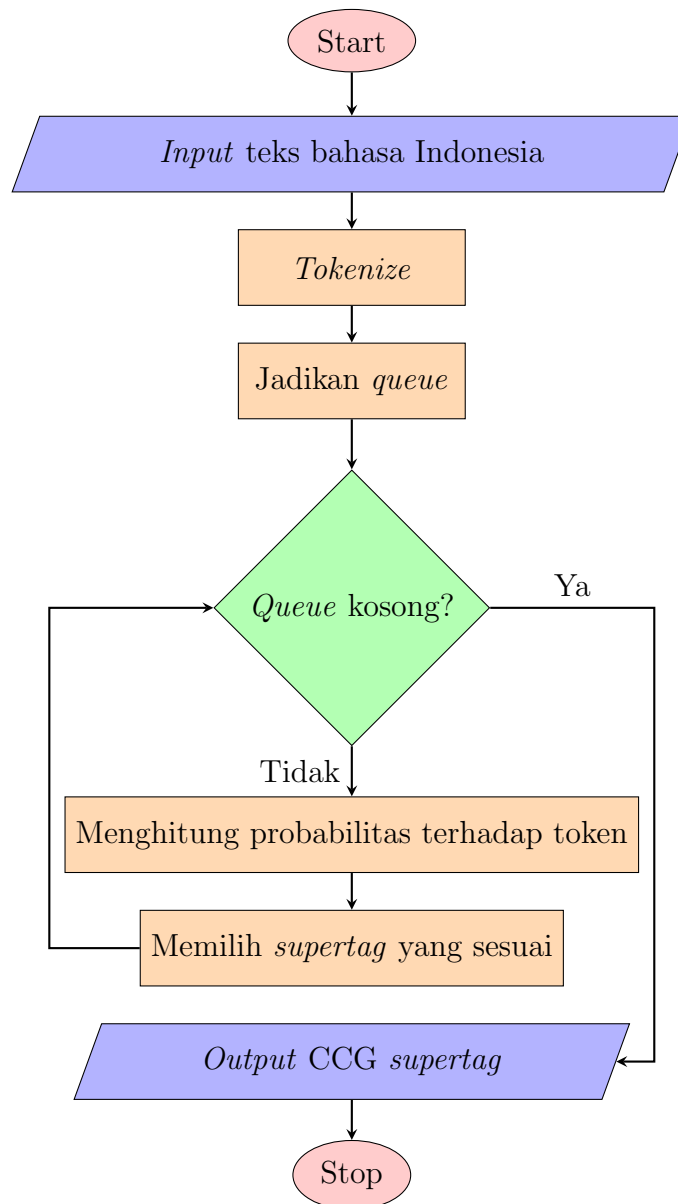 Start
Input teks bahasa Indonesia
Tokenize
Jadikan queue
Queue kosong?
Ya
Tidak
Menghitung probabilitas terhadap token
Memilih supertag yang sesuai
Output CCG supertag
Stop